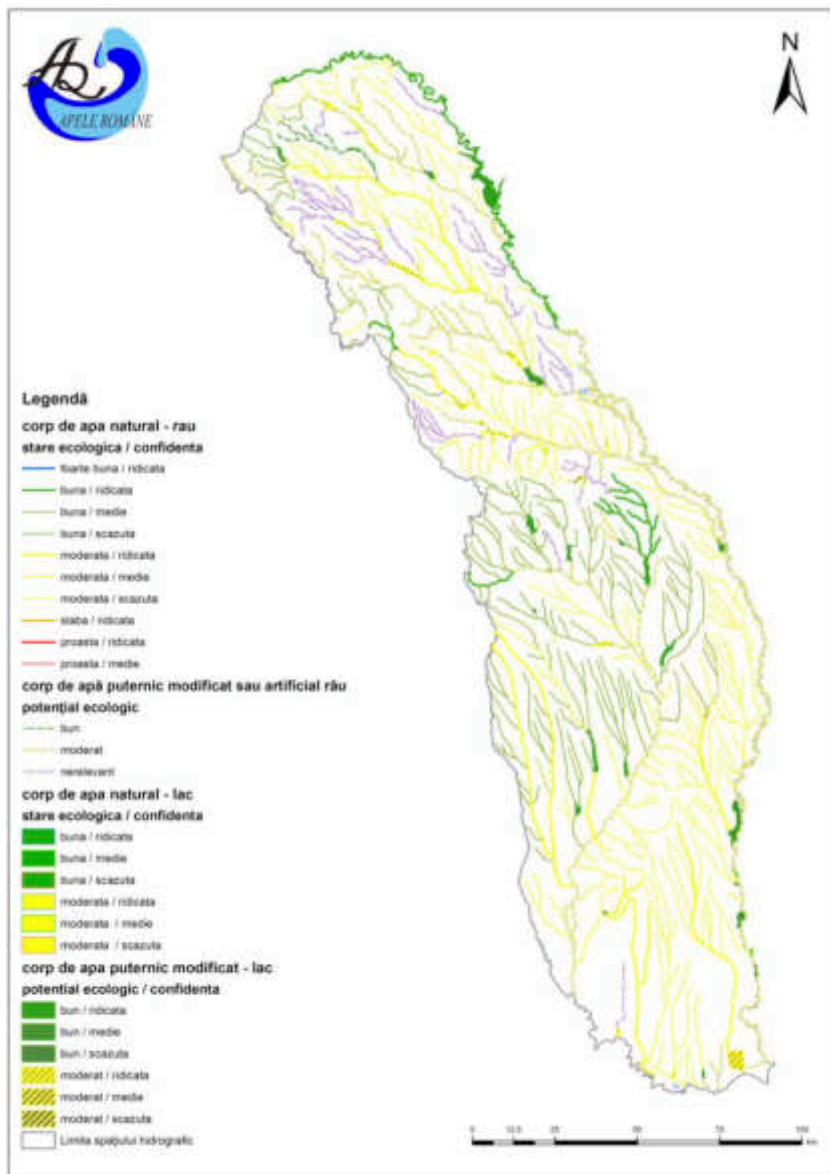 APELE ROMÂNE
N
Legendă
corp de apa natural - rau
stare ecologica / confidenta
foarte buna / ridicata
buna / ridicata
buna / medie
buna / scazuta
moderata / ridicata
moderata / medie
moderata / scazuta
slaba / ridicata
proasta / ridicata
proasta / medie
corp de apă puternic modificat sau artificial râu
potențial ecologic
bun
moderat
nerelevant
corp de apa natural - lac
stare ecologica / confidenta
buna / ridicata
buna / medie
buna / scazuta
moderata / ridicata
moderata / medie
moderata / scazuta
corp de apa puternic modificat - lac
potential ecologic / confidenta
bun / ridicata
bun / medie
bun / scazuta
moderat / ridicata
moderat / medie
moderat / scazuta
Limita spațiului hidrografic
0 12,5 25 50 75 100